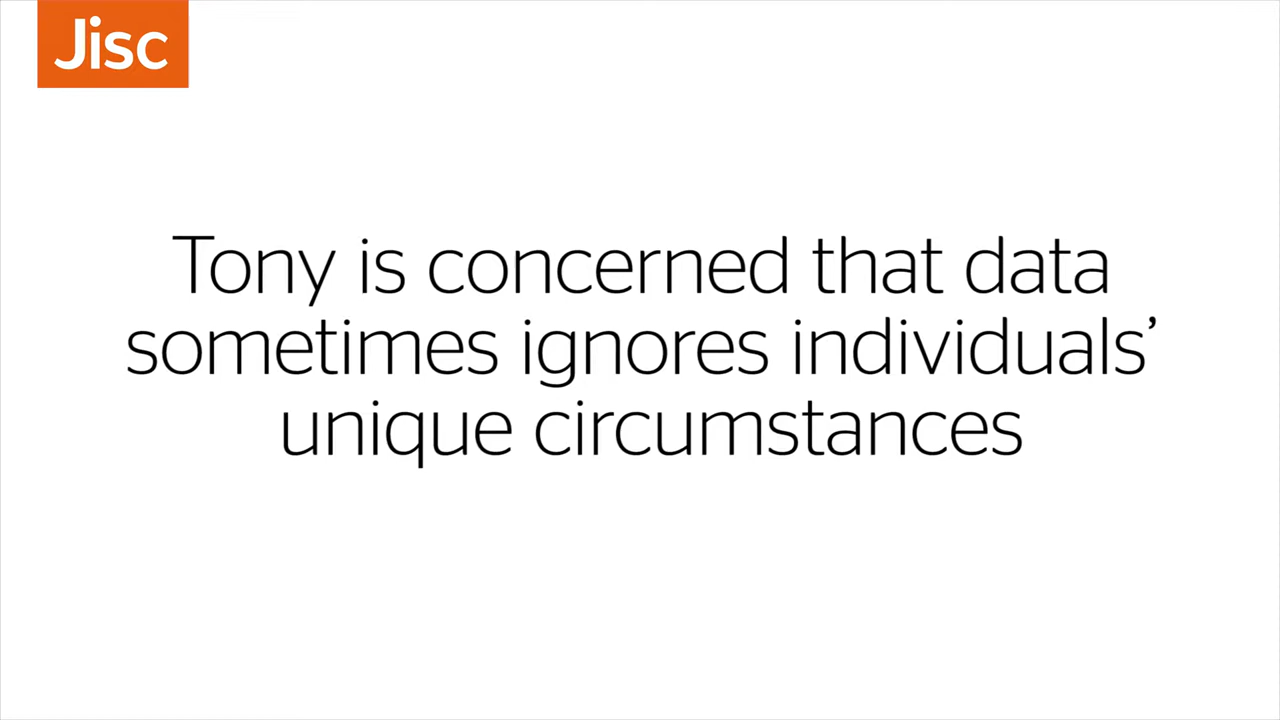 Jisc
Tony is concerned that data
sometimes ignores individuals’
unique circumstances